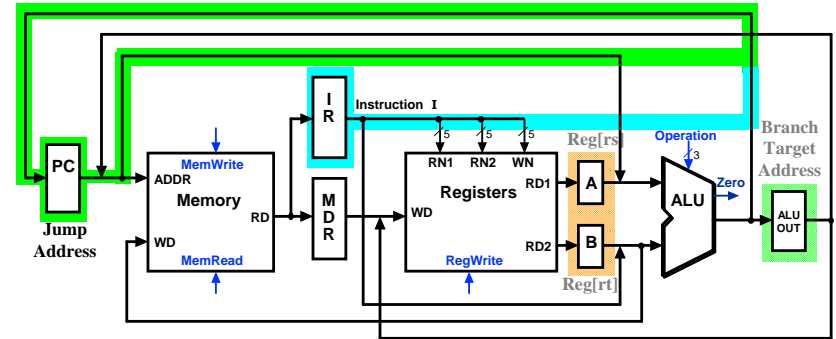 PC
Jump
Address
MemWrite
ADDR
Memory
RD
WD
MemRead
I
R
Instruction I
M
D
R
5
5
5
RN1 RN2 WN
Registers
WD
RD1
RD2
RegWrite
Reg[rs]
A
B
Reg[rt]
Operation
3
ALU
Zero
Branch
Target
Address
ALU
OUT